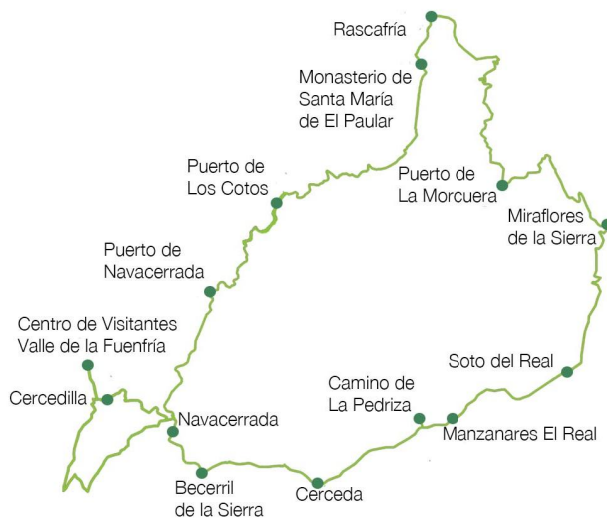 Rascafría
Monasterio de
Santa María
de El Paular
Puerto de
Los Cotos
Puerto de
La Morcuera
Miraflores
de la Sierra
Puerto de
Navacerrada
Centro de Visitantes
Valle de la Fuenfría
Cercedilla
Navacerrada
Camino de
La Pedriza
Soto del Real
Manzanares El Real
Becerril
de la Sierra
Cerceda